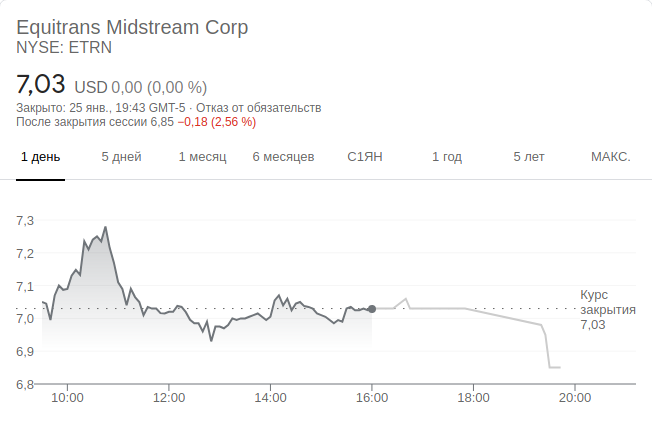 Equitrans Midstream Corp
NYSE: ETRN
7,03 USD 0,00 (0,00 %)
Закрыто: 25 янв., 19:43 GMT-5 · Отказ от обязательств
После закрытия сессии 6,85 −0,18 (2,56 %)
1 день 5 дней 1 месяц 6 месяцев С1ЯН 1 год 5 лет МАКС.
7,3
7,2
7,1
7,0
6,9
6,8
Курс
закрытия
7,03
10:00 12:00 14:00 16:00 18:00 20:00